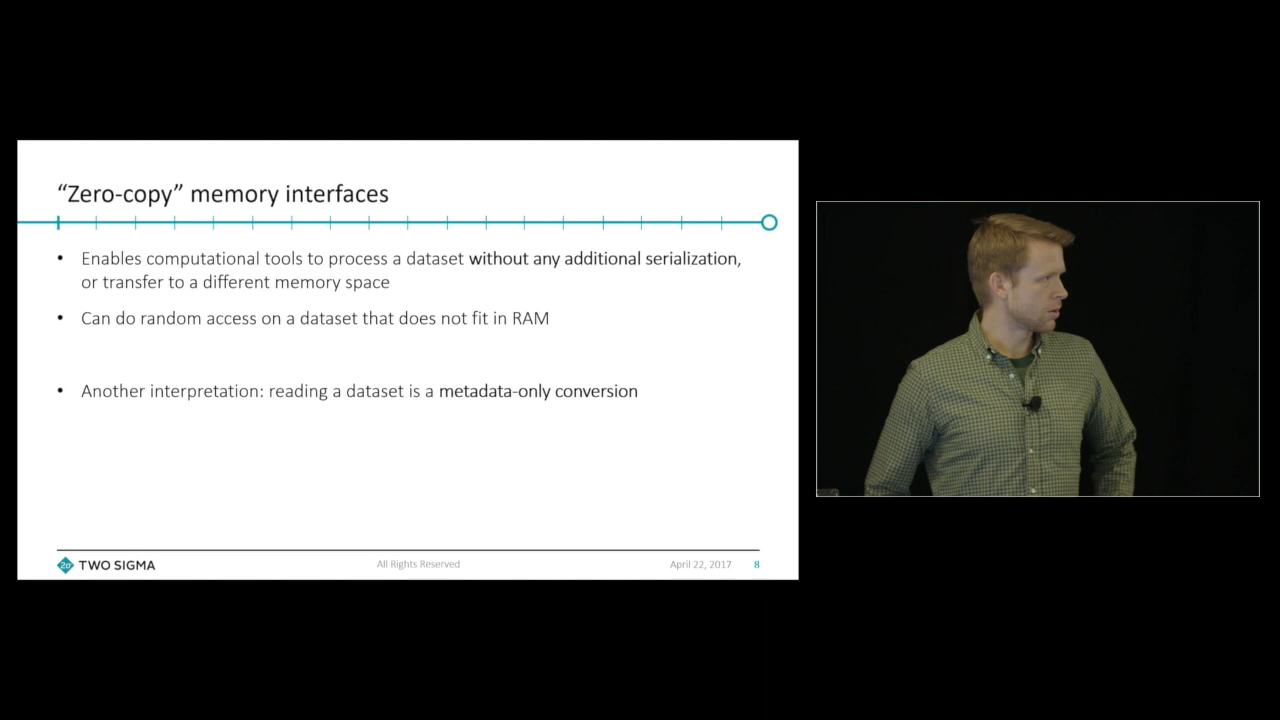 “Zero-copy” memory interfaces
• Enables computational tools to process a dataset without any additional serialization,
or transfer to a different memory space
• Can do random access on a dataset that does not fit in RAM
• Another interpretation: reading a dataset is a metadata-only conversion
2σ TWO SIGMA
All Rights Reserved
April 22, 2017
8